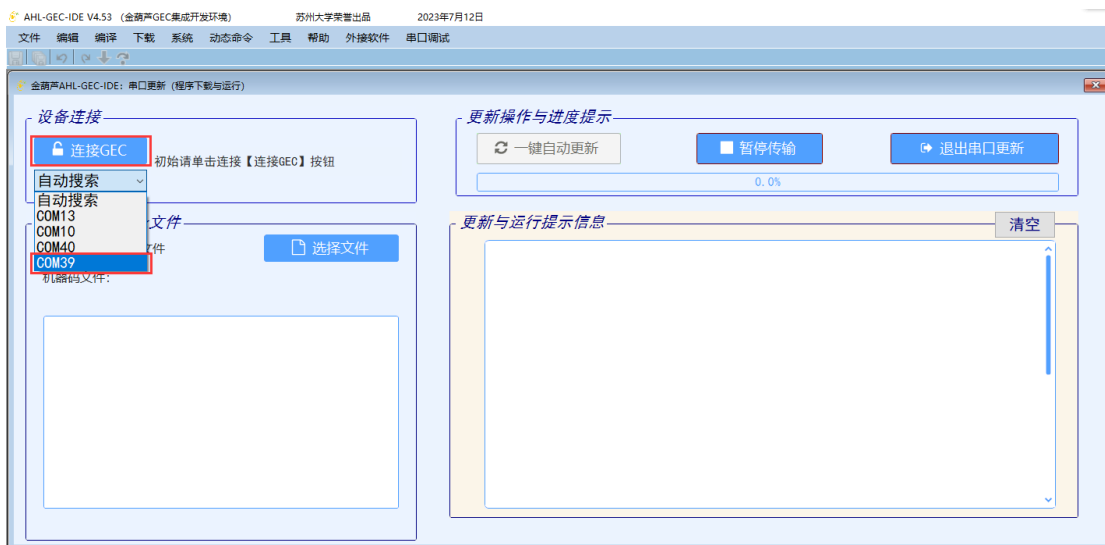 AHL-GEC-IDE V4.53 （金葫芦GEC集成开发环境） 苏州大学荣誉出品 2023年7月12日
文件 编辑 编译 下载 系统 动态命令 工具 帮助 外接软件 串口调试
金葫芦AHL-GEC-IDE：串口更新（程序下载与运行）
设备连接
连接GEC
初始请单击连接【连接GEC】按钮
自动搜索
自动搜索
COM13
COM10
COM40
COM39
文件
文件
选择文件
机器码文件：
更新操作与进度提示
一键自动更新
暂停传输
退出串口更新
0.0%
更新与运行提示信息
清空